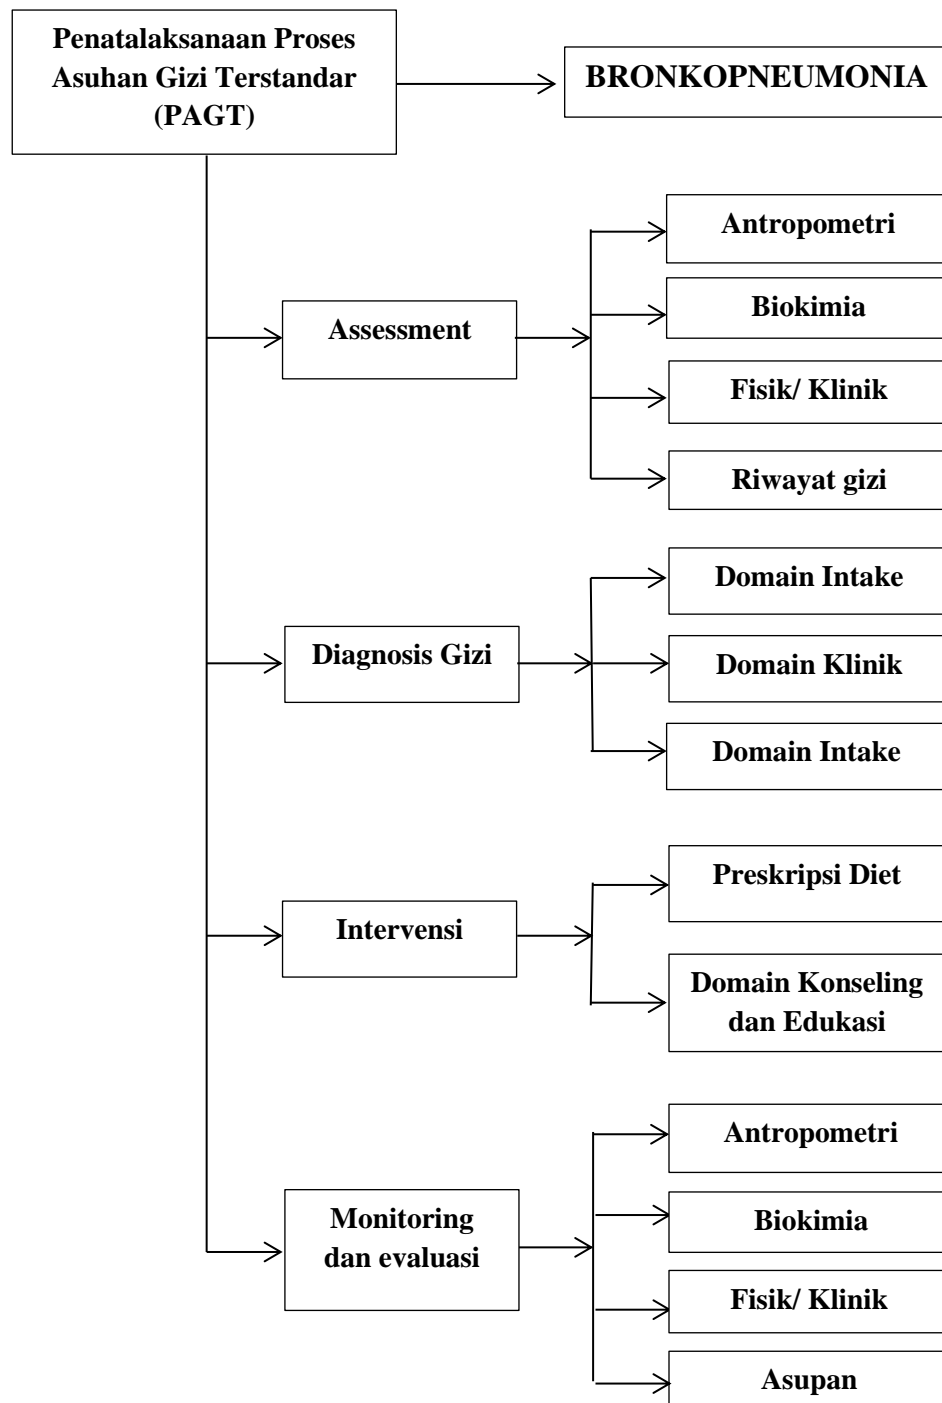 Penatalaksanaan Proses
Asuhan Gizi Terstandar
(PAGT)
BRONKOPNEUMONIA
Assessment
Antropometri
Biokimia
Fisik/ Klinik
Riwayat gizi
Diagnosis Gizi
Domain Intake
Domain Klinik
Domain Intake
Intervensi
Preskripsi Diet
Domain Konseling
dan Edukasi
Monitoring
dan evaluasi
Antropometri
Biokimia
Fisik/ Klinik
Asupan